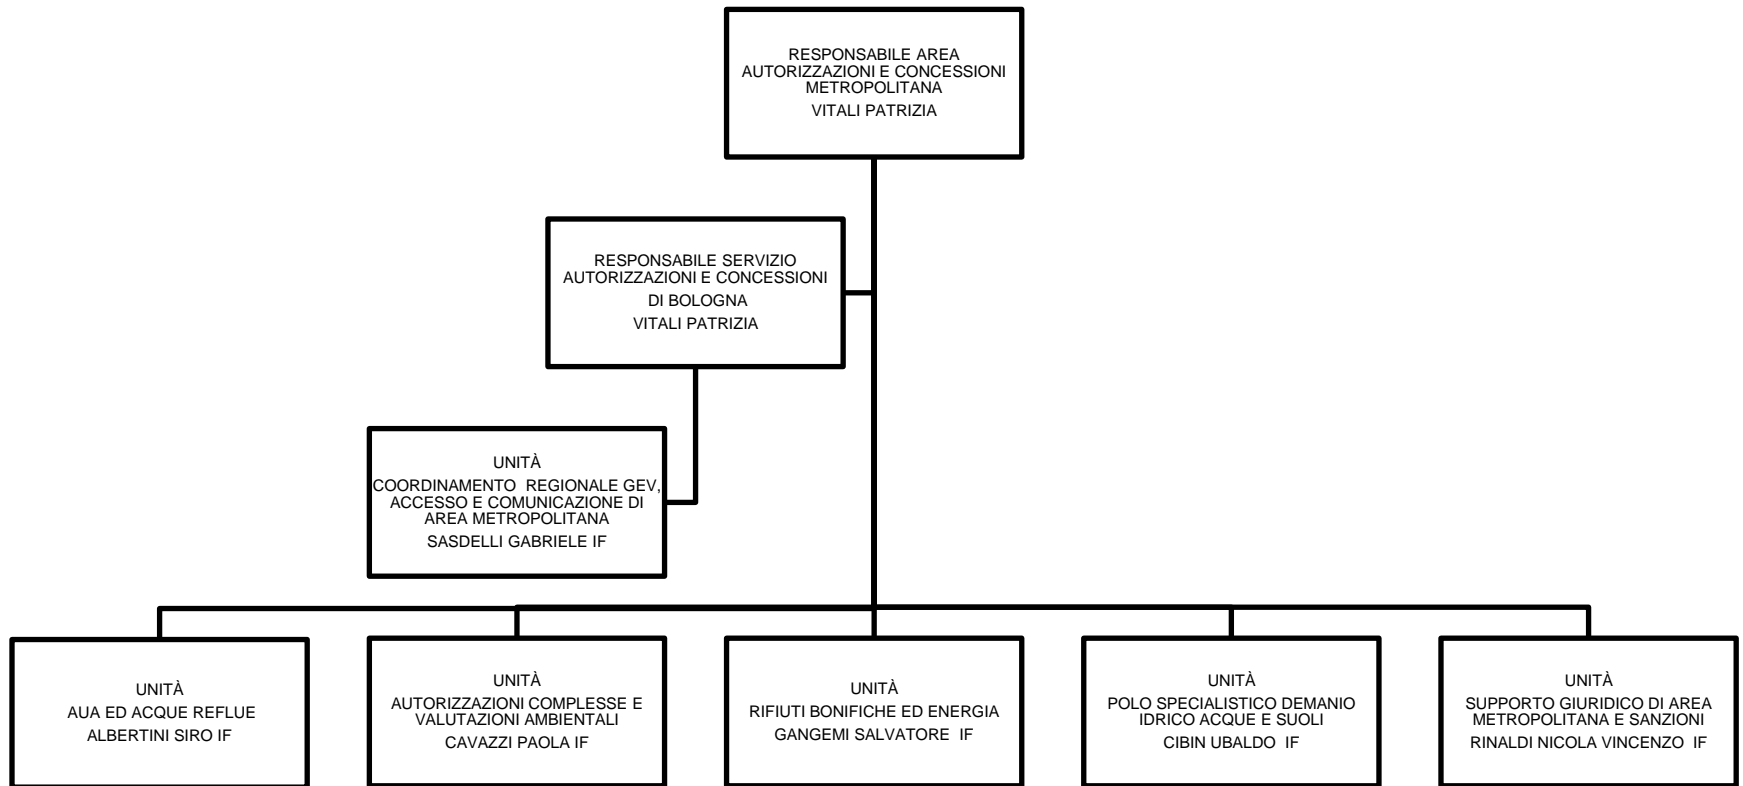 RESPONSABILE AREA
AUTORIZZAZIONI E CONCESSIONI
METROPOLITANA
VITALI PATRIZIA
RESPONSABILE SERVIZIO
AUTORIZZAZIONI E CONCESSIONI
DI BOLOGNA
VITALI PATRIZIA
UNITÀ
COORDINAMENTO REGIONALE GEV,
ACCESSO E COMUNICAZIONE DI
AREA METROPOLITANA
SASDELLI GABRIELE IF
UNITÀ
AUA ED ACQUE REFLUE
ALBERTINI SIRO IF
UNITÀ
AUTORIZZAZIONI COMPLESSE E
VALUTAZIONI AMBIENTALI
CAVAZZI PAOLA IF
UNITÀ
RIFIUTI BONIFICHE ED ENERGIA
GANGEMI SALVATORE IF
UNITÀ
POLO SPECIALISTICO DEMANIO
IDRICO ACQUE E SUOLI
CIBIN UBALDO IF
UNITÀ
SUPPORTO GIURIDICO DI AREA
METROPOLITANA E SANZIONI
RINALDI NICOLA VINCENZO IF